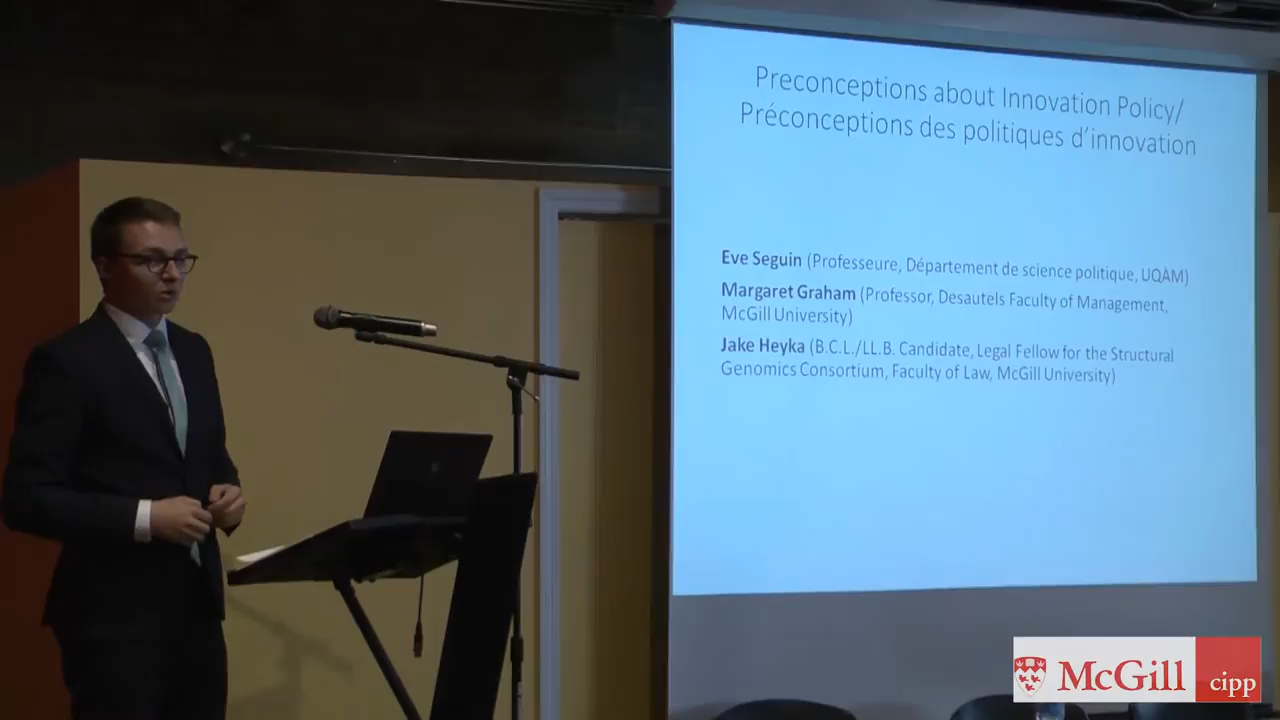 Preconceptions about Innovation Policy/
Préconceptions des politiques d'innovation
Eve Seguin (Professeure, Département de science politique, UQÀM)
Margaret Graham (Professor, Desautels Faculty of Management,
McGill University)
Jake Heyka (B.C.L./LL.B. Candidate, Legal Fellow for the Structural
Genomics Consortium, Faculty of Law, McGill University)
McGill cipp